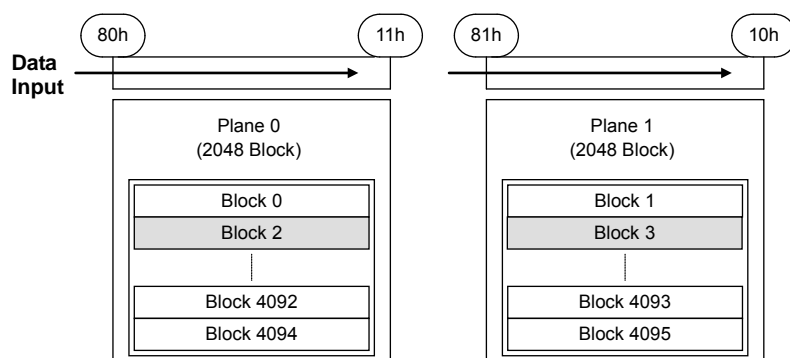 80h
11h
81h
10h
Data
Input
Plane 0
(2048 Block)
Block 0
Block 2
Block 4092
Block 4094
Plane 1
(2048 Block)
Block 1
Block 3
Block 4093
Block 4095